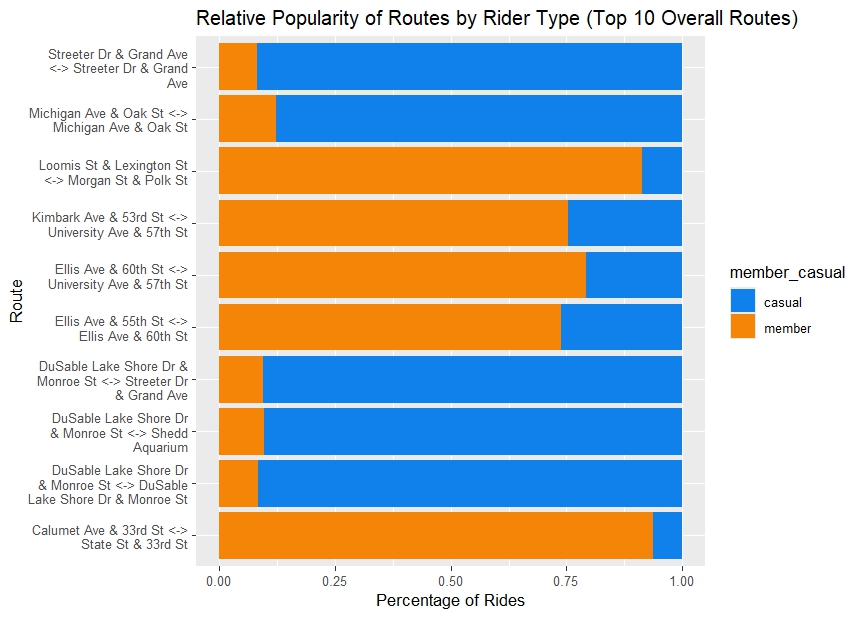 Relative Popularity of Routes by Rider Type (Top 10 Overall Routes)
Route
Streeter Dr & Grand Ave
<-> Streeter Dr & Grand
Ave
Michigan Ave & Oak St <->
Michigan Ave & Oak St
Loomis St & Lexington St
<-> Morgan St & Polk St
Kimbark Ave & 53rd St <->
University Ave & 57th St
Ellis Ave & 60th St <->
University Ave & 57th St
Ellis Ave & 55th St <->
Ellis Ave & 60th St
DuSable Lake Shore Dr &
Monroe St <-> Streeter Dr
& Grand Ave
DuSable Lake Shore Dr
& Monroe St <-> Shedd
Aquarium
DuSable Lake Shore Dr
& Monroe St <-> DuSable
Lake Shore Dr & Monroe St
Calumet Ave & 33rd St <->
State St & 33rd St
0.00 0.25 0.50 0.75 1.00
Percentage of Rides
member_casual
casual
member